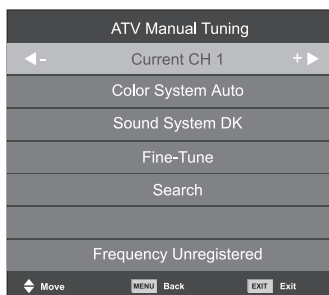 ATV Manual Tuning
- Current CH 1 +
Color System Auto
Sound System DK
Fine-Tune
Search
Frequency Unregistered
Move MENU Back EXIT Exit